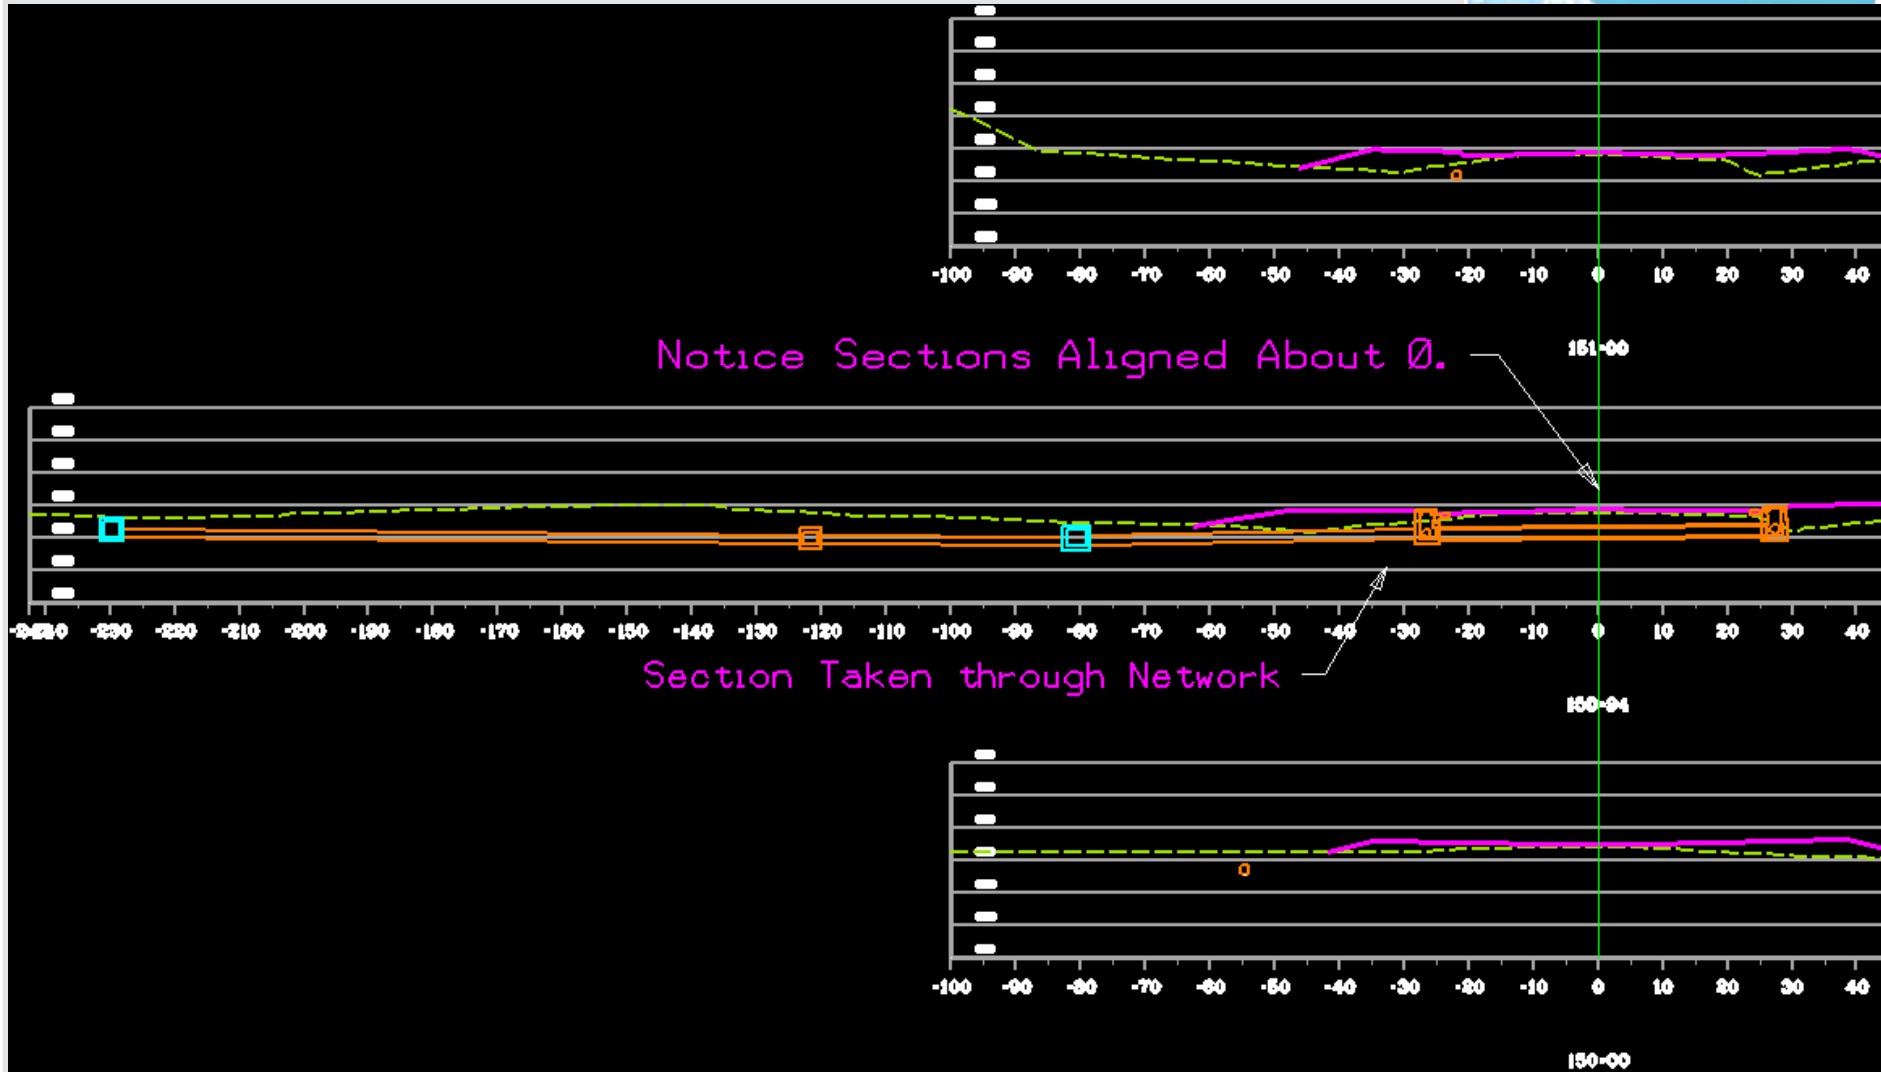 -100 -90 -80 -70 -60 -50 -40 -30 -20 -10 0 10 20 30 40
151+00
Notice Sections Aligned About 0.
-230 -220 -210 -200 -190 -180 -170 -160 -150 -140 -130 -120 -110 -100 -90 -80 -70 -60 -50 -40 -30 -20 -10 0 10 20 30 40
Section Taken through Network
150+94
-100 -90 -80 -70 -60 -50 -40 -30 -20 -10 0 10 20 30 40
150+00